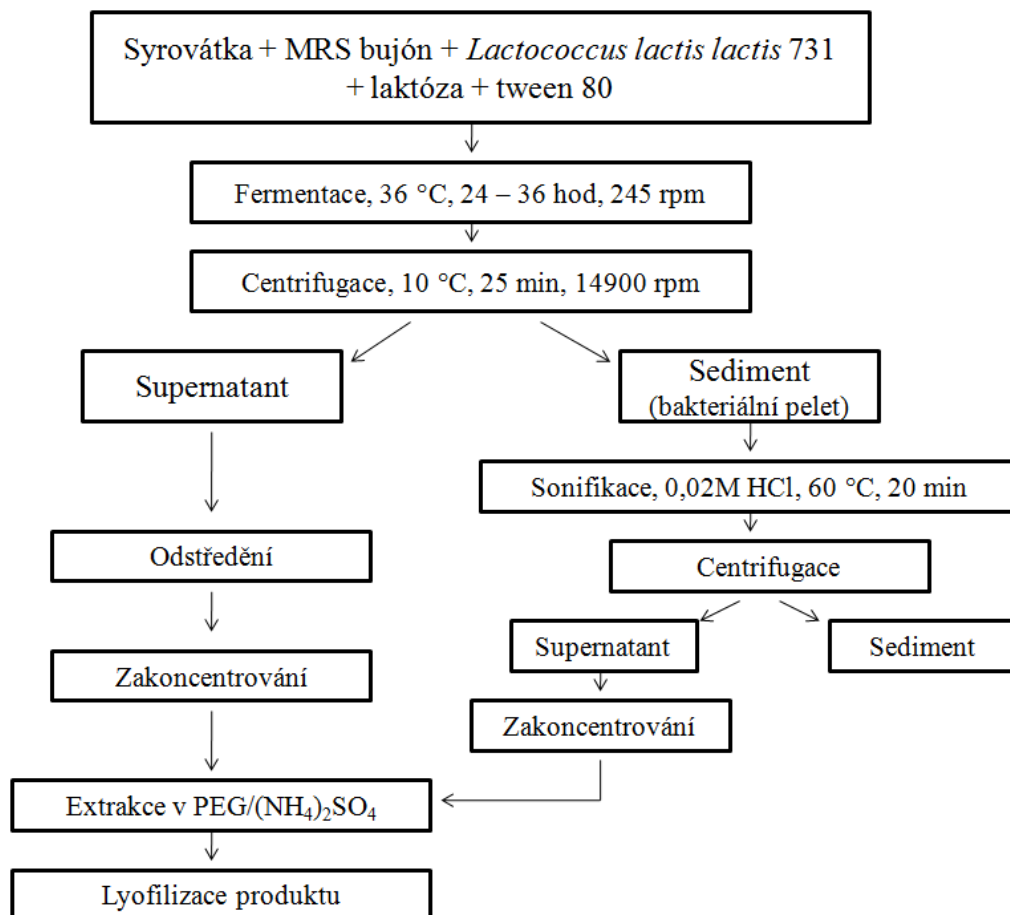 Syrovátka + MRS bujón + Lactococcus lactis lactis 731
+ laktóza + tween 80
Fermentace, 36 °C, 24 – 36 hod, 245 rpm
Centrifugace, 10 °C, 25 min, 14900 rpm
Supernatant
Sediment
(bakteriální pelet)
Sonifikace, 0,02M HCl, 60 °C, 20 min
Odstředění
Centrifugace
Supernatant
Sediment
Zakoncentrování
Zakoncentrování
Extrakce v PEG/(NH₄)₂SO₄
Lyofilizace produktu